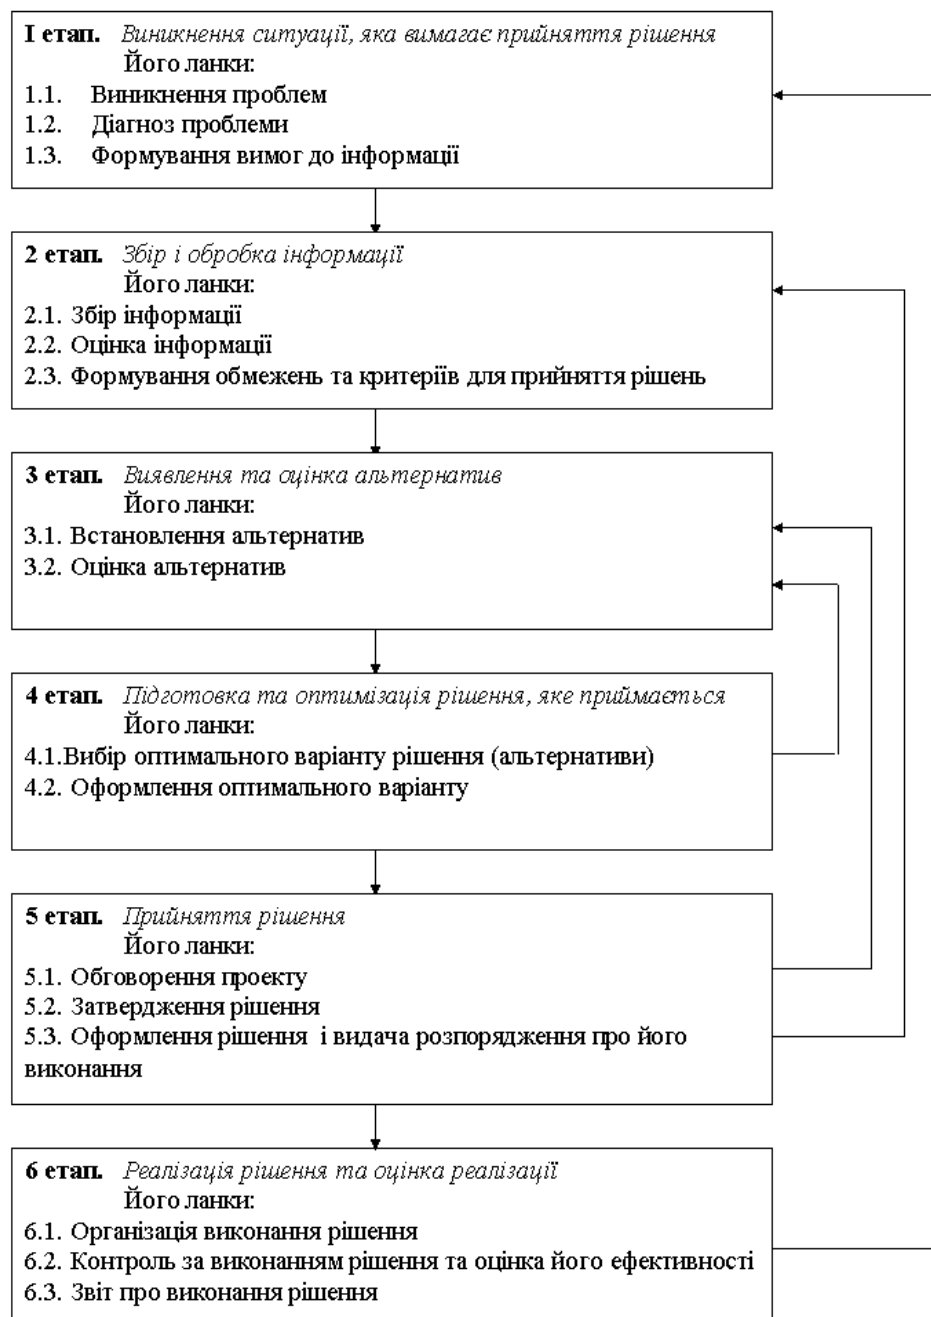 І етап. Виникнення ситуації, яка вимагає прийняття рішення
Його ланки:
1.1. Виникнення проблем
1.2. Діагноз проблеми
1.3. Формування вимог до інформації
2 етап. Збір і обробка інформації
Його ланки:
2.1. Збір інформації
2.2. Оцінка інформації
2.3. Формування обмежень та критеріїв для прийняття рішень
3 етап. Виявлення та оцінка альтернатив
Його ланки:
3.1. Встановлення альтернатив
3.2. Оцінка альтернатив
4 етап. Підготовка та оптимізація рішення, яке приймається
Його ланки:
4.1.Вибір оптимального варіанту рішення (альтернативи)
4.2. Оформлення оптимального варіанту
5 етап. Прийняття рішення
Його ланки:
5.1. Обговорення проекту
5.2. Затвердження рішення
5.3. Оформлення рішення і видача розпорядження про його
виконання
6 етап. Реалізація рішення та оцінка реалізації
Його ланки:
6.1. Організація виконання рішення
6.2. Контроль за виконанням рішення та оцінка його ефективності
6.3. Звіт про виконання рішення